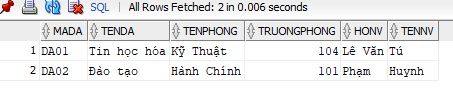 SQL | All Rows Fetched: 2 in 0.006 seconds
MADA TENDA TENPHONG TRUONGPHONG HONV TENNV
1 DA01 Tin học hóa Kỹ Thuật 104 Lê Văn Tú
2 DA02 Đào tạo Hành Chính 101 Phạm Huynh